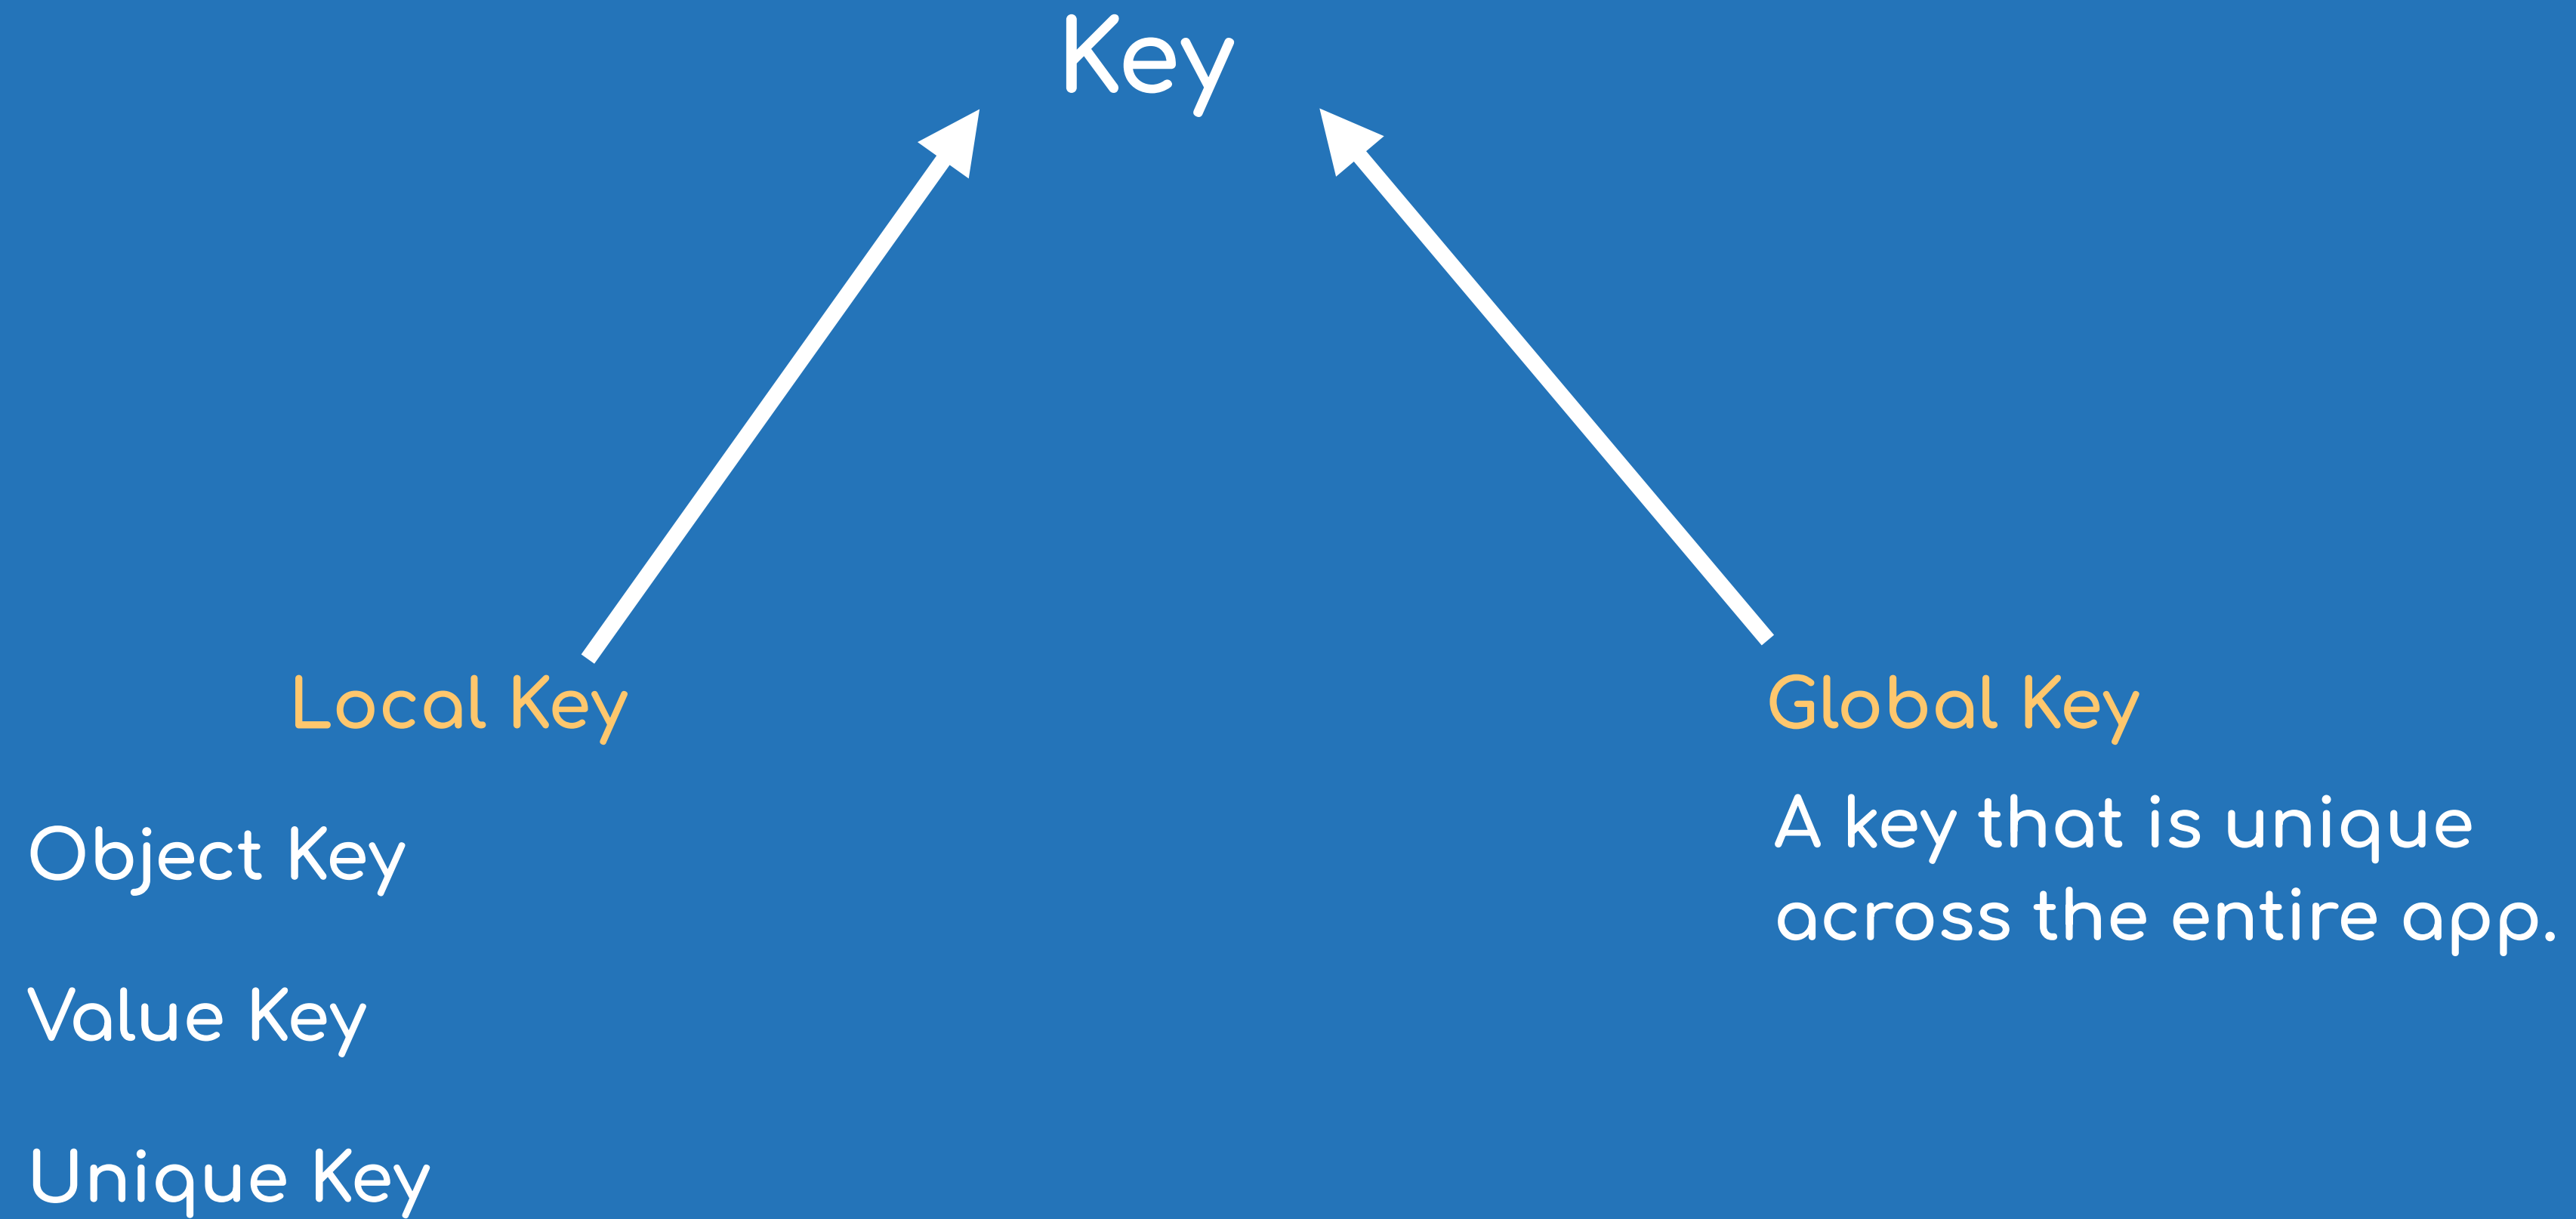 Key
Local Key
Object Key
Value Key
Unique Key
Global Key
A key that is unique
across the entire app.